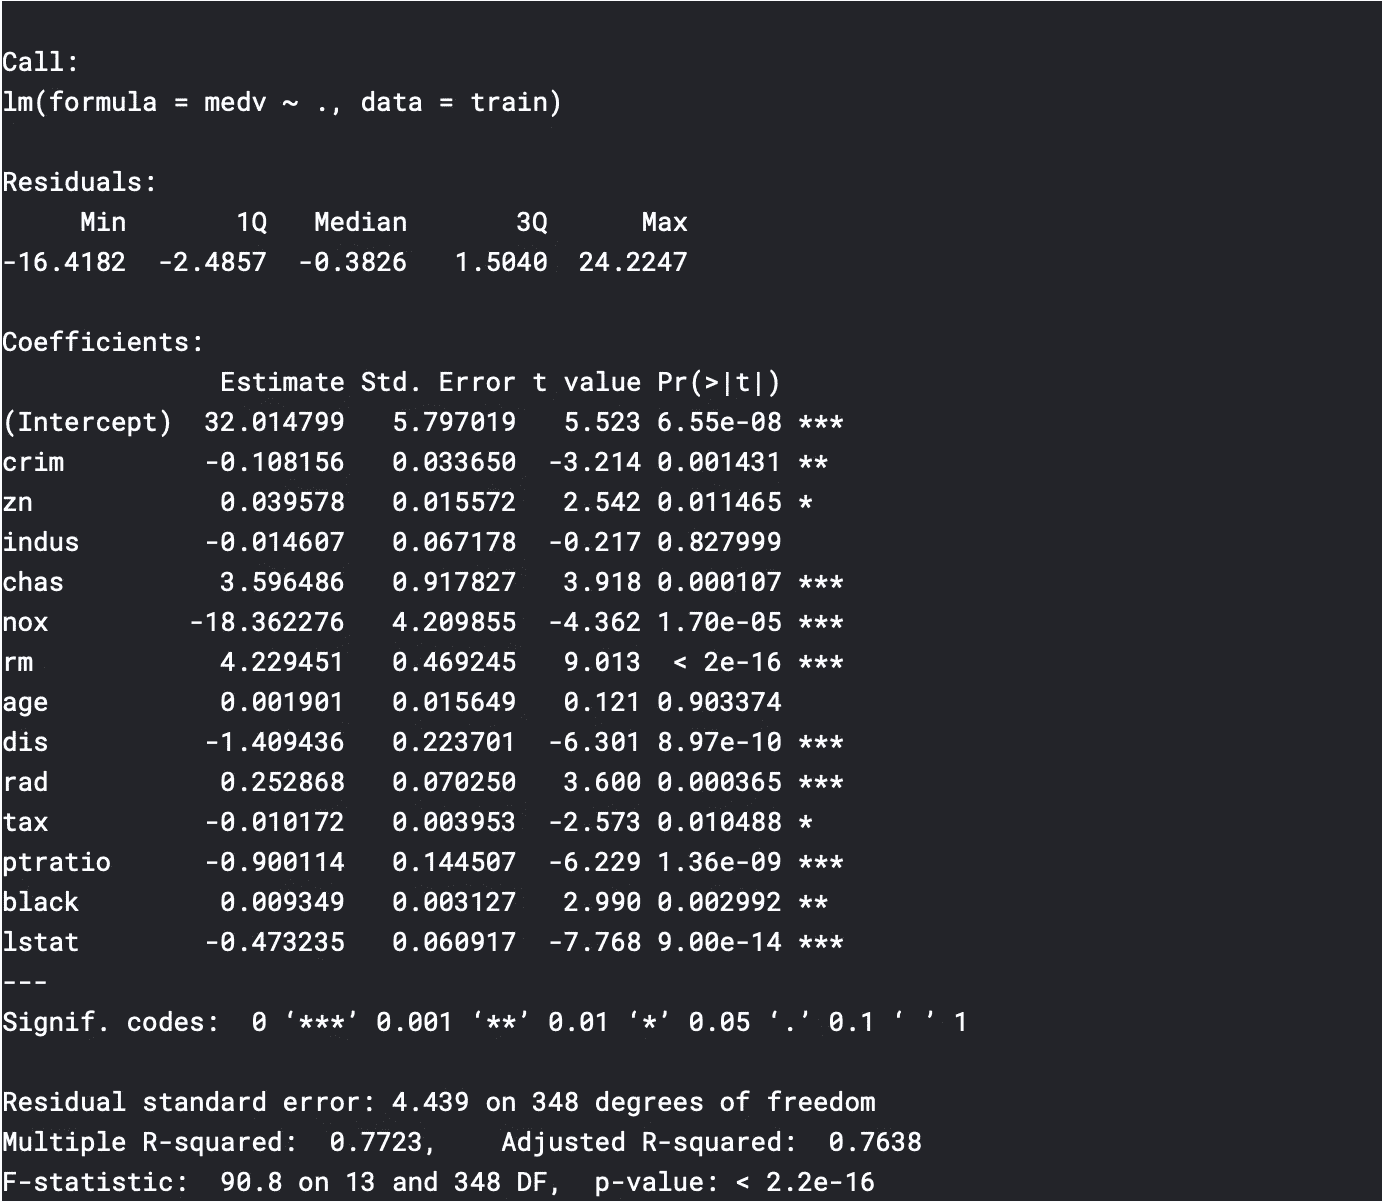 Call:
lm(formula = medv ~ ., data = train)
Residuals:
     Min       1Q   Median       3Q      Max
-16.4182  -2.4857  -0.3826   1.5040  24.2247
Coefficients:
              Estimate Std. Error t value Pr(>|t|)
(Intercept)  32.014799   5.797019   5.523 6.55e-08 ***
crim         -0.108156   0.033650  -3.214 0.001431 **
zn            0.039578   0.015572   2.542 0.011465 *
indus        -0.014607   0.067178  -0.217 0.827999
chas          3.596486   0.917827   3.918 0.000107 ***
nox         -18.362276   4.209855  -4.362 1.70e-05 ***
rm            4.229451   0.469245   9.013  < 2e-16 ***
age           0.001901   0.015649   0.121 0.903374
dis          -1.409436   0.223701  -6.301 8.97e-10 ***
rad           0.252868   0.070250   3.600 0.000365 ***
tax          -0.010172   0.003953  -2.573 0.010488 *
ptratio      -0.900114   0.144507  -6.229 1.36e-09 ***
black         0.009349   0.003127   2.990 0.002992 **
lstat        -0.473235   0.060917  -7.768 9.00e-14 ***
---
Signif. codes:  0 ‘***’ 0.001 ‘**’ 0.01 ‘*’ 0.05 ‘.’ 0.1 ‘ ’ 1
Residual standard error: 4.439 on 348 degrees of freedom
Multiple R-squared:  0.7723,    Adjusted R-squared:  0.7638
F-statistic:  90.8 on 13 and 348 DF,  p-value: < 2.2e-16